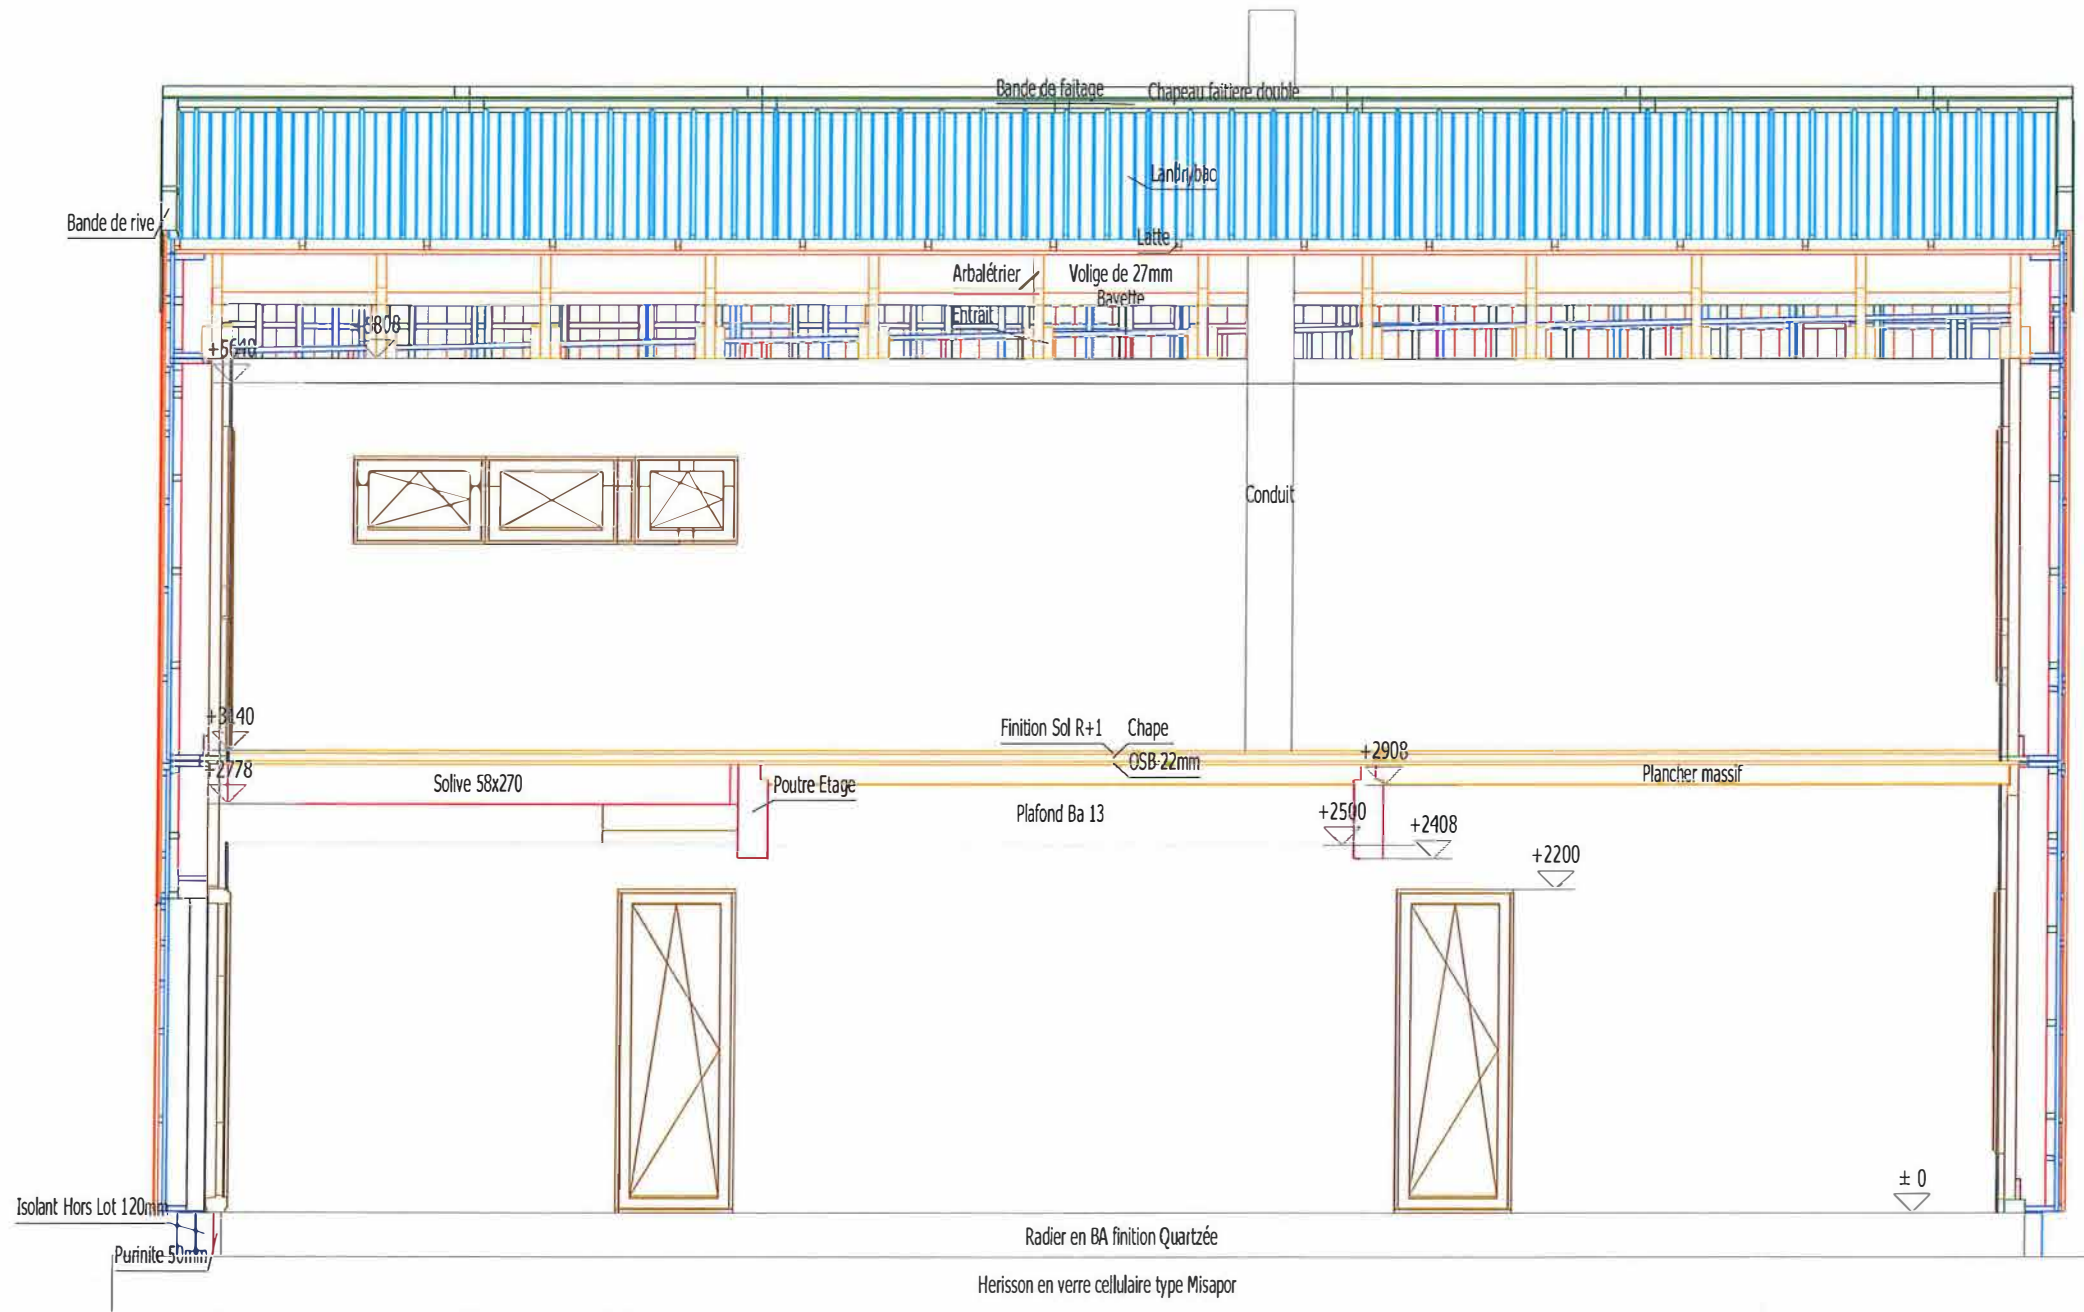 Bande de faitage
Chapeau faitiere double
Landrybac
Bande de rive
Latte
Arbalétrier
Volige de 27mm
Bavette
Entrait
+5640
Conduit
+3140
Finition Sol R+1
Chape
OSB 22mm
+2908
+2778
Solive 58x270
Poutre Etage
Plancher massif
Plafond Ba 13
+2500
+2408
+2200
± 0
Isolant Hors Lot 120mm
Radier en BA finition Quartzée
Purinite 50mm
Herisson en verre cellulaire type Misapor